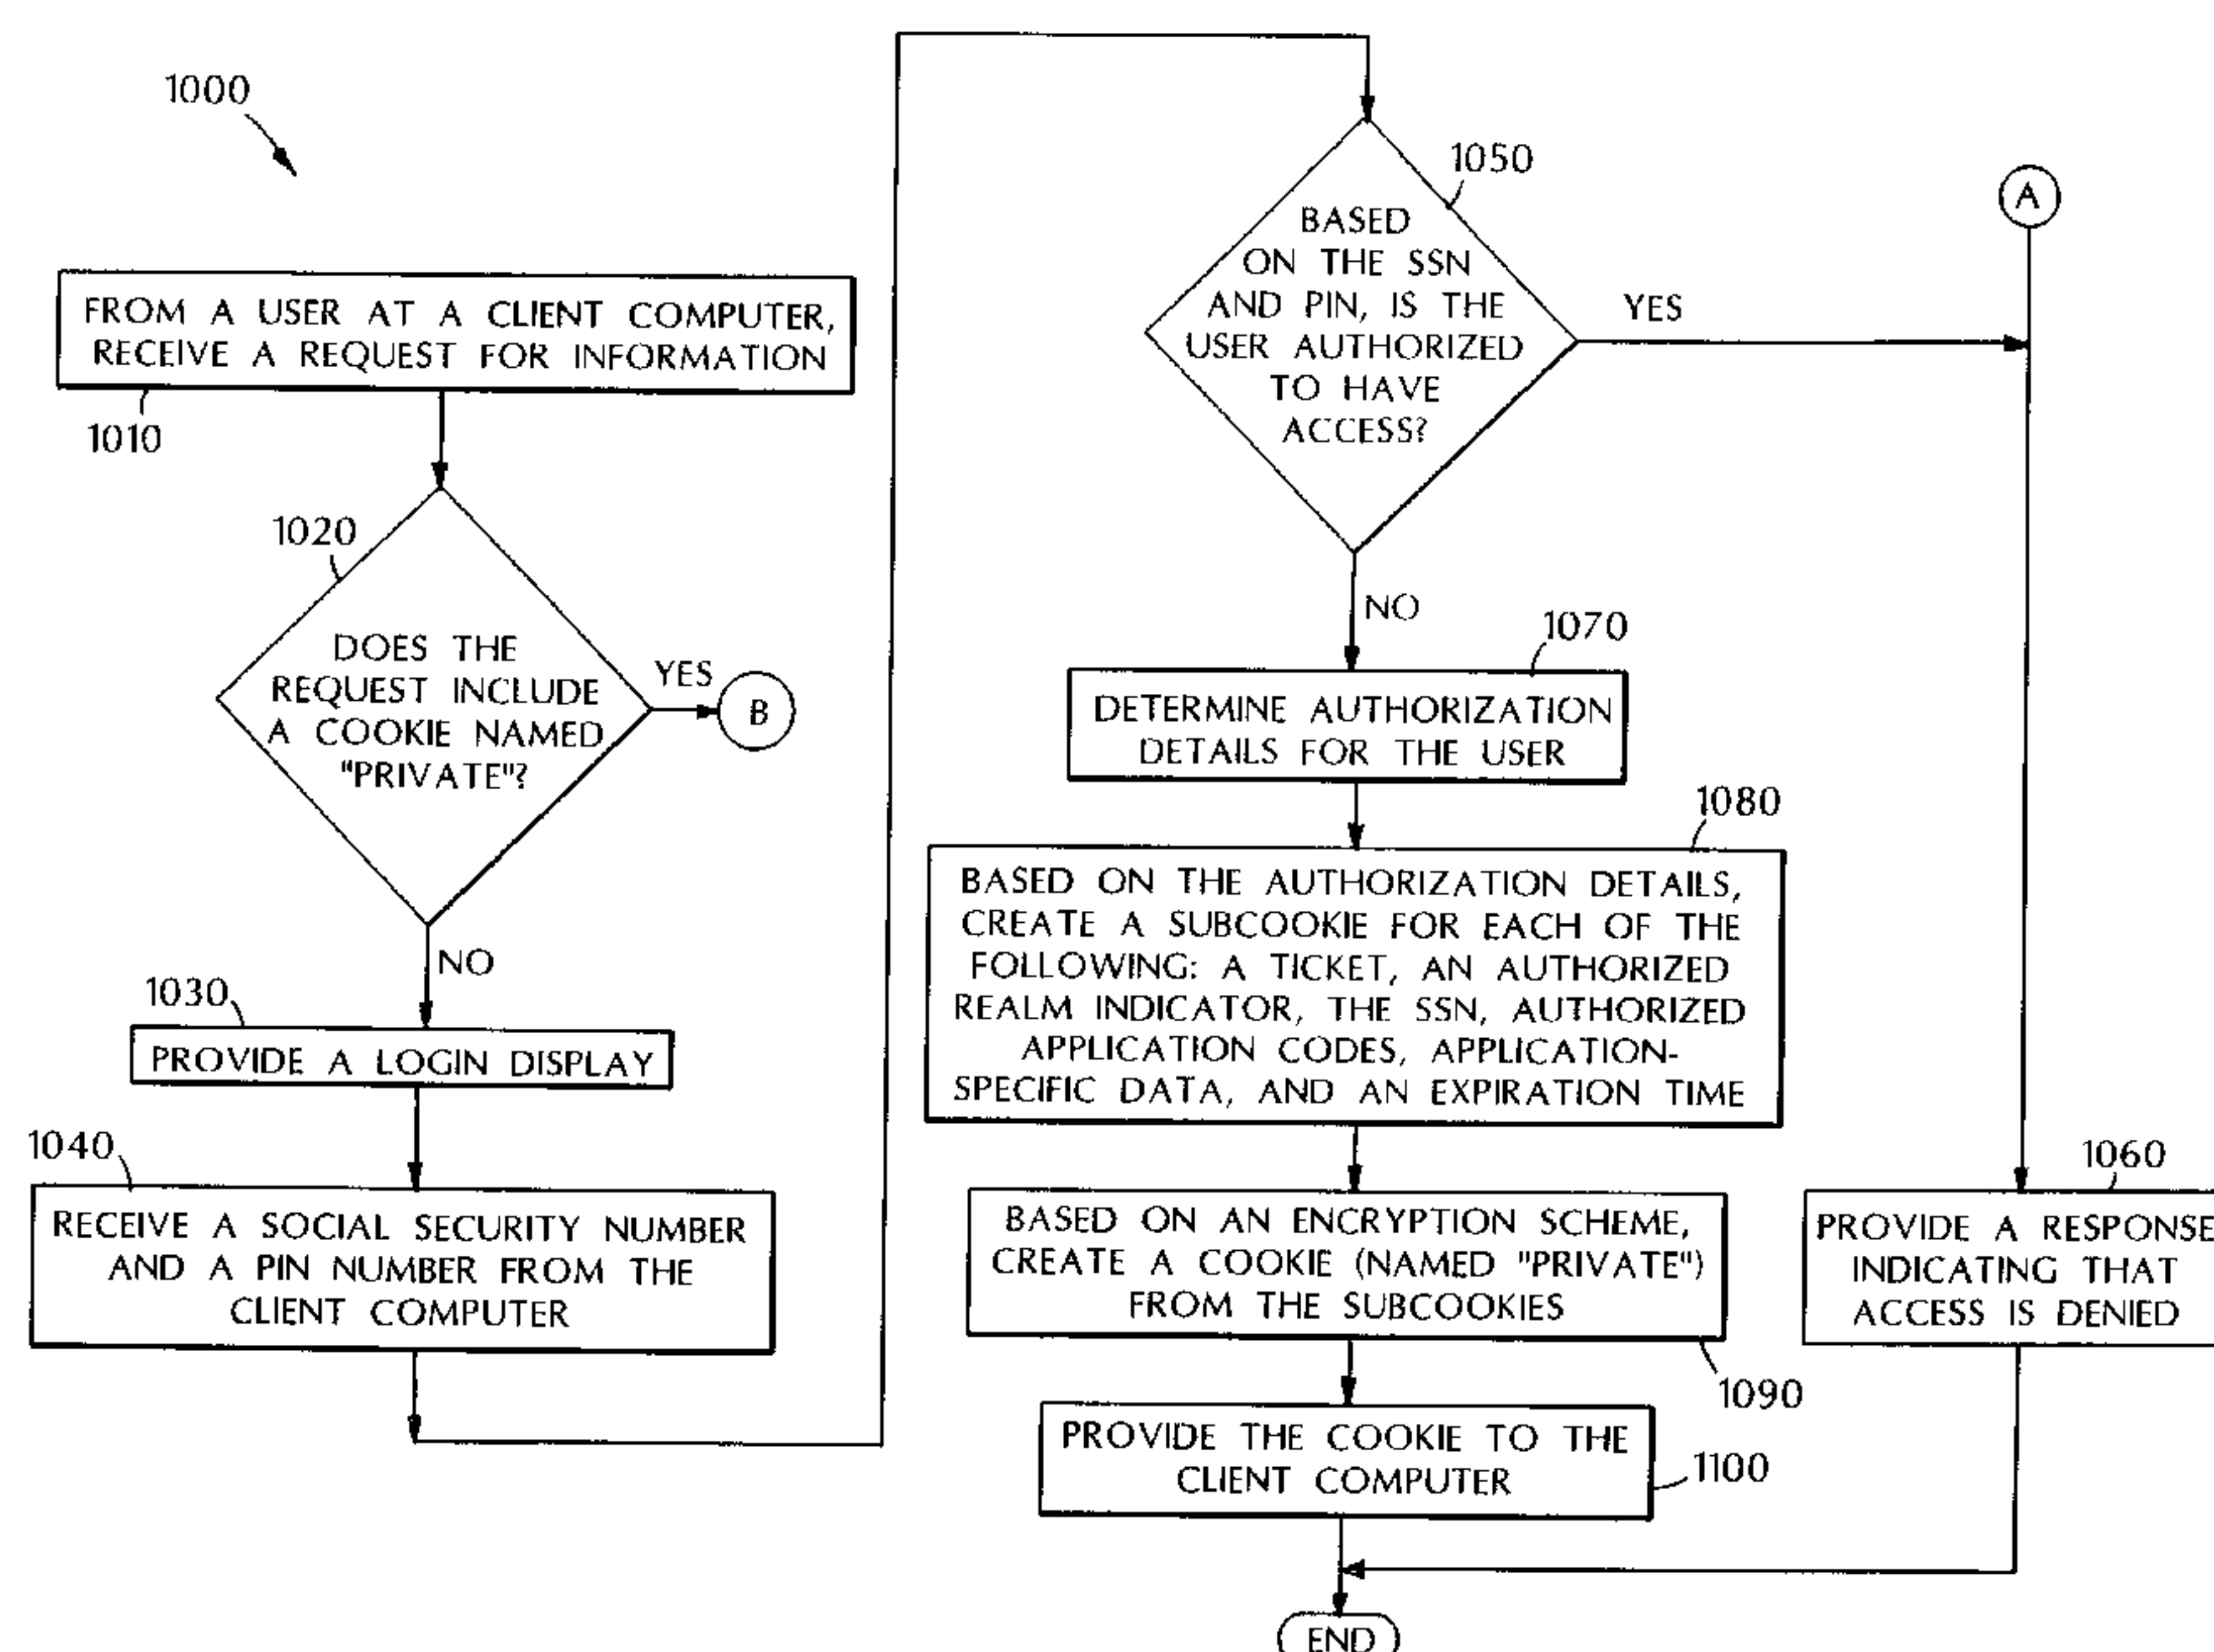 1000
FROM A USER AT A CLIENT COMPUTER,
RECEIVE A REQUEST FOR INFORMATION
1010
1020
DOES THE
REQUEST INCLUDE
A COOKIE NAMED
"PRIVATE"?
YES
B
NO
1030
PROVIDE A LOGIN DISPLAY
1040
RECEIVE A SOCIAL SECURITY NUMBER
AND A PIN NUMBER FROM THE
CLIENT COMPUTER
1050
BASED
ON THE SSN
AND PIN, IS THE
USER AUTHORIZED
TO HAVE
ACCESS?
YES
A
NO
1070
DETERMINE AUTHORIZATION
DETAILS FOR THE USER
1080
BASED ON THE AUTHORIZATION DETAILS,
CREATE A SUBCOOKIE FOR EACH OF THE
FOLLOWING: A TICKET, AN AUTHORIZED
REALM INDICATOR, THE SSN, AUTHORIZED
APPLICATION CODES, APPLICATION-
SPECIFIC DATA, AND AN EXPIRATION TIME
BASED ON AN ENCRYPTION SCHEME,
CREATE A COOKIE (NAMED "PRIVATE")
FROM THE SUBCOOKIES
1090
PROVIDE THE COOKIE TO THE
CLIENT COMPUTER
1100
1060
PROVIDE A RESPONSE
INDICATING THAT
ACCESS IS DENIED
END